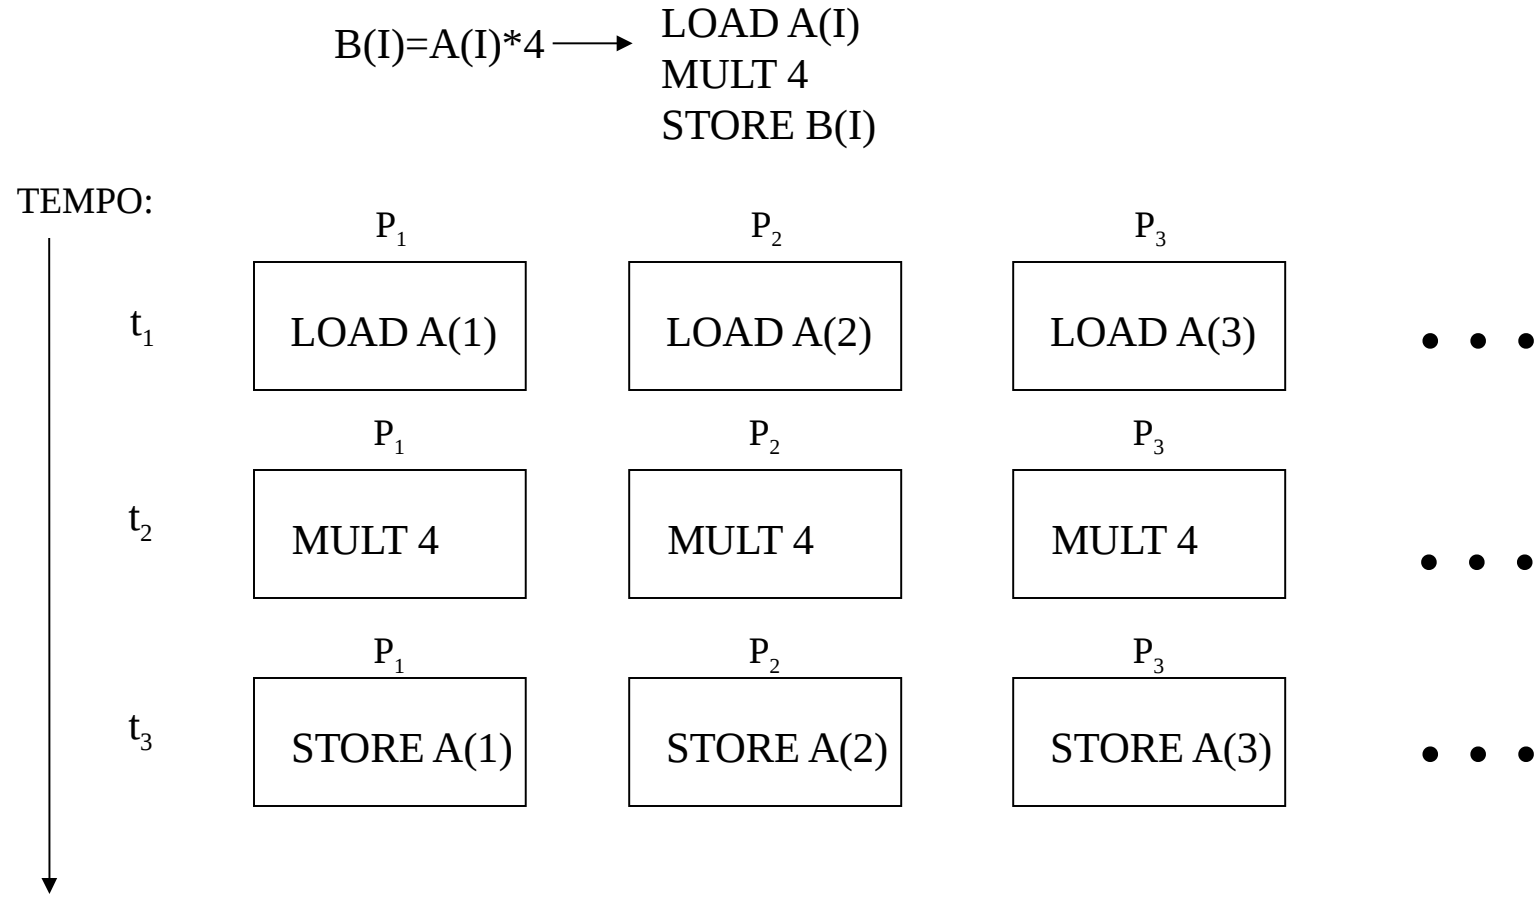 B(I)=A(I)*4
LOAD A(I)
MULT 4
STORE B(I)
TEMPO:
P1 P2 P3
t1 LOAD A(1) LOAD A(2) LOAD A(3) • • •
P1 P2 P3
t2 MULT 4 MULT 4 MULT 4 • • •
P1 P2 P3
t3 STORE A(1) STORE A(2) STORE A(3) • • •